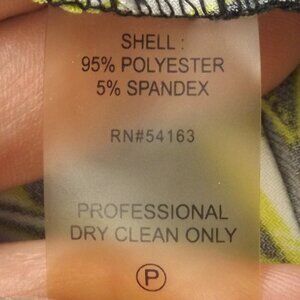 SHELL :
95% POLYESTER
5% SPANDEX
RN#54163
PROFESSIONAL
DRY CLEAN ONLY
P